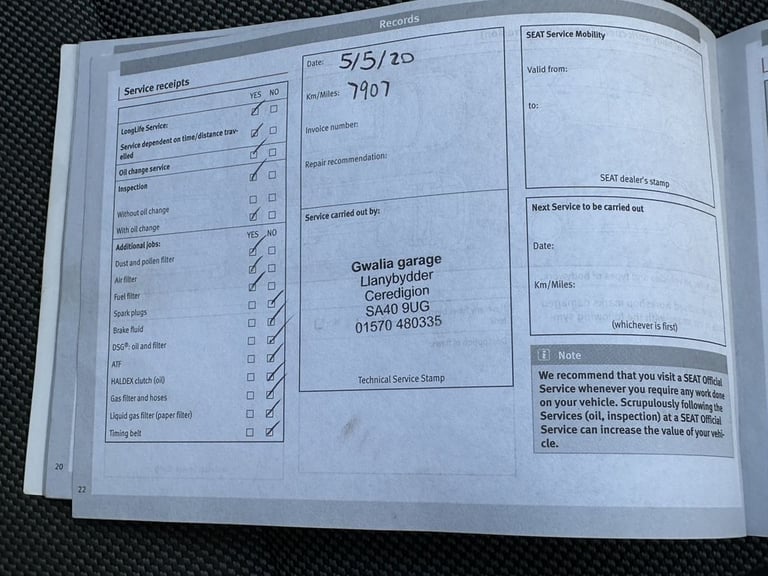 Records
Service receipts
YES NO
LongLife Service:
Service dependent on time/distance trav-
elled
Oil change service
Inspection
Without oil change
With oil change
Additional jobs:
YES NO
Dust and pollen filter
Air filter
Fuel filter
Spark plugs
Brake fluid
DSG®: oil and filter
ATF
HALDEX clutch (oil)
Gas filter and hoses
Liquid gas filter (paper filter)
Timing belt
Date: 5/5/20
Km/Miles: 7907
Invoice number:
Repair recommendation:
Service carried out by:
Gwalia garage
Llanybydder
Ceredigion
SA40 9UG
01570 480335
Technical Service Stamp
SEAT Service Mobility
Valid from:
to:
SEAT dealer's stamp
Next Service to be carried out
Date:
Km/Miles:
(whichever is first)
i Note
We recommend that you visit a SEAT Official
Service whenever you require any work done
on your vehicle. Scrupulously following the
Services (oil, inspection) at a SEAT Official
Service can increase the value of your vehi-
cle.
20
22